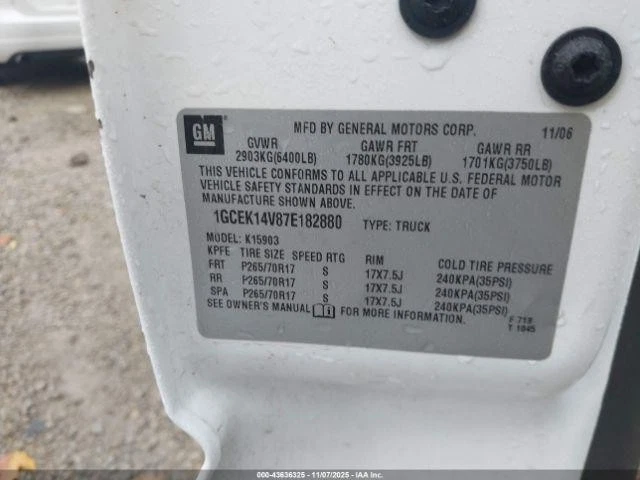 GM
MFD BY GENERAL MOTORS CORP. 11/06
GVWR GAWR FRT GAWR RR
2903KG(6400LB) 1780KG(3925LB) 1701KG(3750LB)
THIS VEHICLE CONFORMS TO ALL APPLICABLE U.S. FEDERAL MOTOR
VEHICLE SAFETY STANDARDS IN EFFECT ON THE DATE OF
MANUFACTURE SHOWN ABOVE.
1GCEK14V87E182880 TYPE: TRUCK
MODEL: K15903
KPFE TIRE SIZE SPEED RTG RIM COLD TIRE PRESSURE
FRT P265/70R17 S 17X7.5J 240KPA(35PSI)
RR P265/70R17 S 17X7.5J 240KPA(35PSI)
SPA P265/70R17 S 17X7.5J 240KPA(35PSI)
SEE OWNER'S MANUAL FOR MORE INFORMATION.
F 719
T 1045
000-43636325 - 11/07/2025 - IAA Inc.